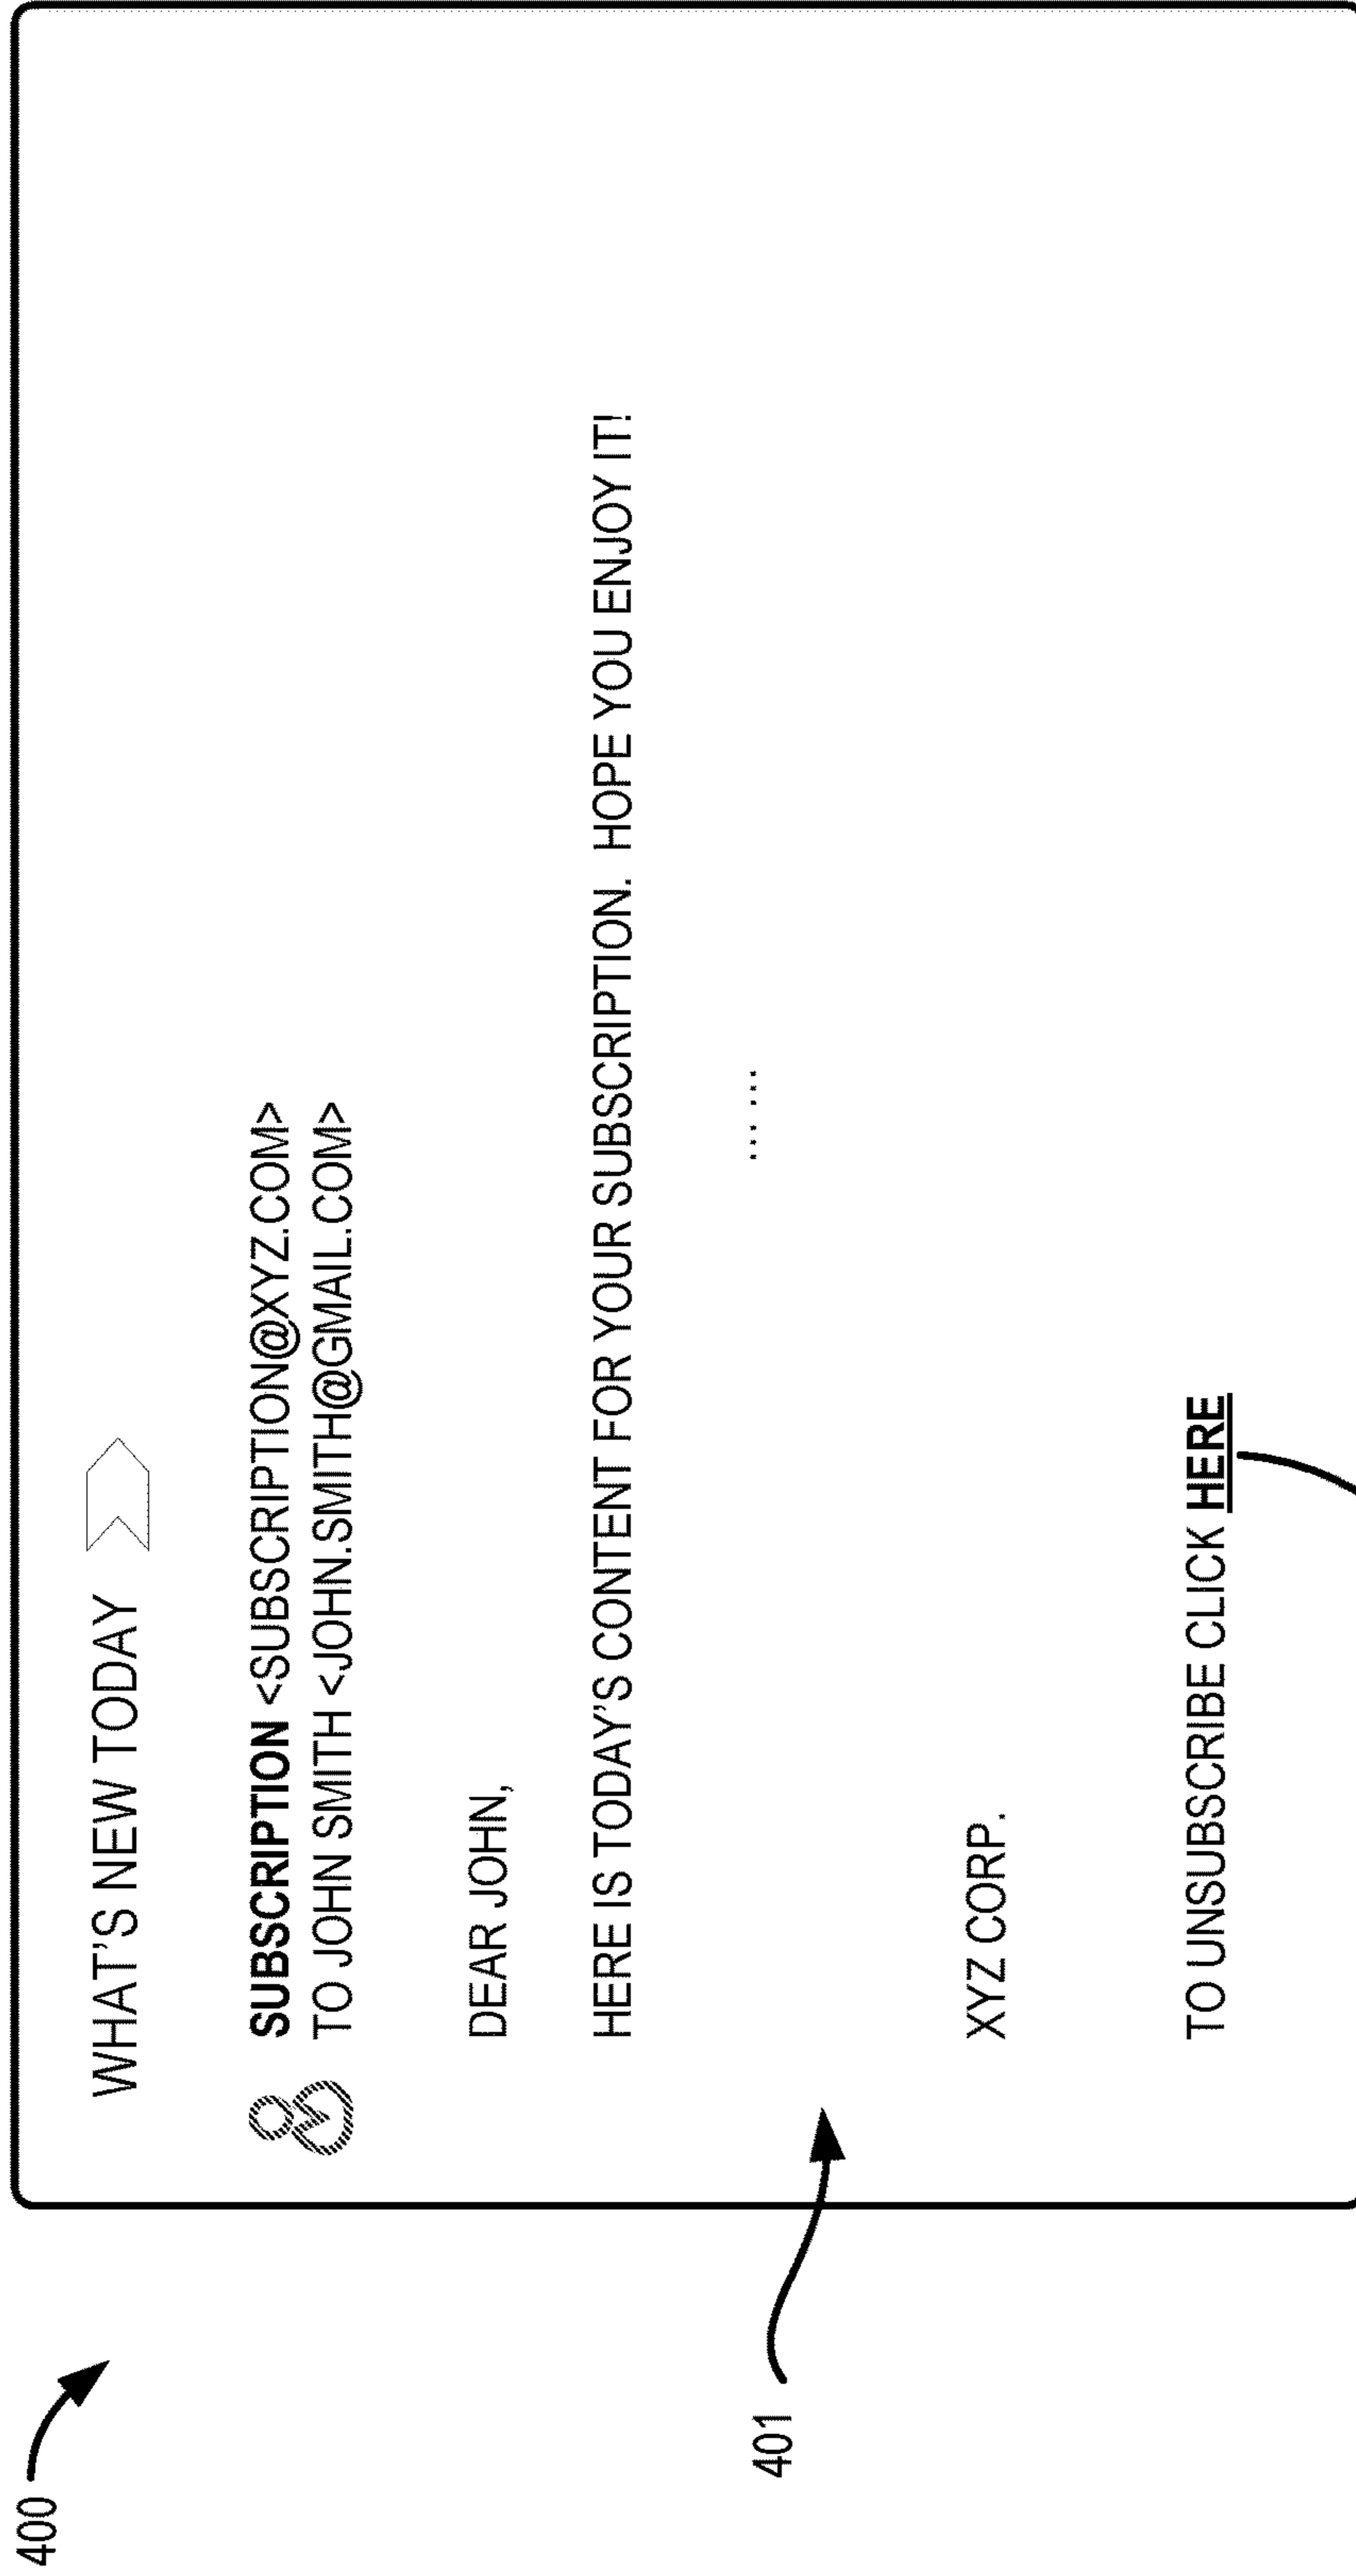 400
WHAT'S NEW TODAY
SUBSCRIPTION <SUBSCRIPTION@XYZ.COM>
TO JOHN SMITH <JOHN.SMITH@GMAIL.COM>
DEAR JOHN,
HERE IS TODAY'S CONTENT FOR YOUR SUBSCRIPTION. HOPE YOU ENJOY IT!
... ...
401
XYZ CORP.
TO UNSUBSCRIBE CLICK HERE